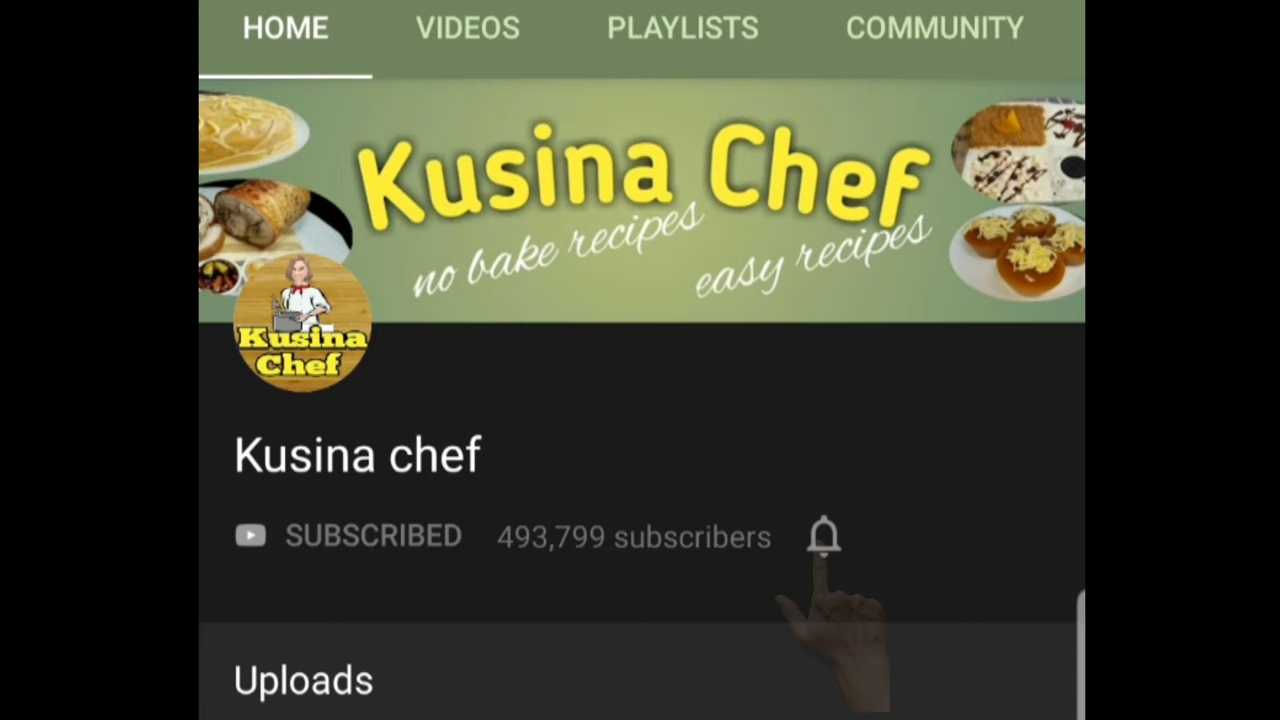 HOME VIDEOS PLAYLISTS COMMUNITY
Kusina Chef
no bake recipes
easy recipes
Kusina
Chef
Kusina chef
SUBSCRIBED 493,799 subscribers
Uploads